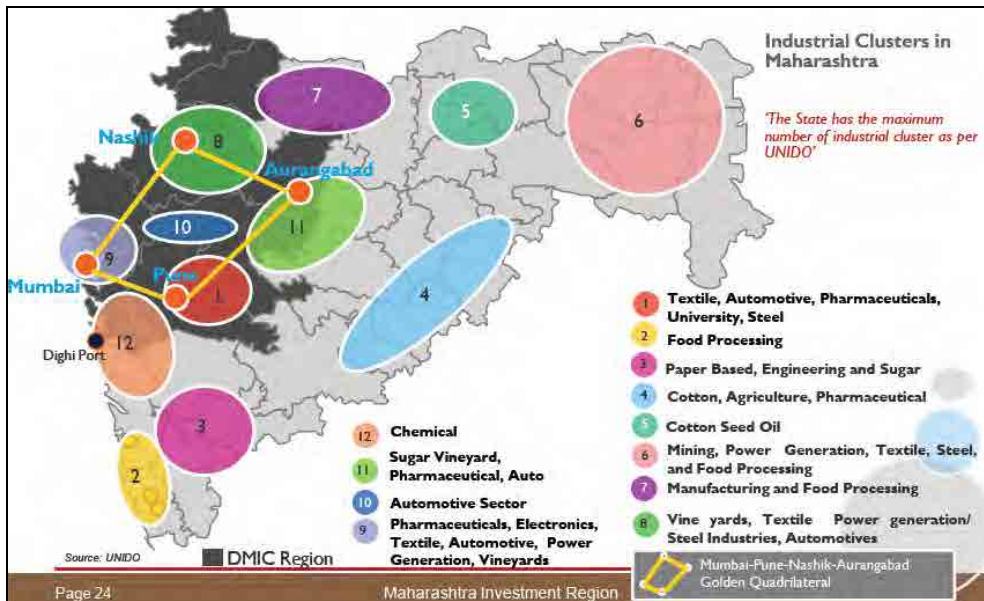 Industrial Clusters in
Maharashtra
'The State has the maximum
number of industrial cluster as per
UNIDO'
7
5
6
Nashik
8
Aurangabad
10
11
9
Mumbai
Pune
1
4
12
Dighi Port
3
2
1 Textile, Automotive, Pharmaceuticals,
University, Steel
2 Food Processing
3 Paper Based, Engineering and Sugar
4 Cotton, Agriculture, Pharmaceutical
5 Cotton Seed Oil
6 Mining, Power Generation, Textile, Steel,
and Food Processing
7 Manufacturing and Food Processing
8 Vine yards, Textile Power generation/
Steel Industries, Automotives
12 Chemical
11 Sugar Vineyard,
Pharmaceutical, Auto
10 Automotive Sector
9 Pharmaceuticals, Electronics,
Textile, Automotive, Power
Generation, Vineyards
Source: UNIDO
DMIC Region
Mumbai-Pune-Nashik-Aurangabad
Golden Quadrilateral
Page 24
Maharashtra Investment Region